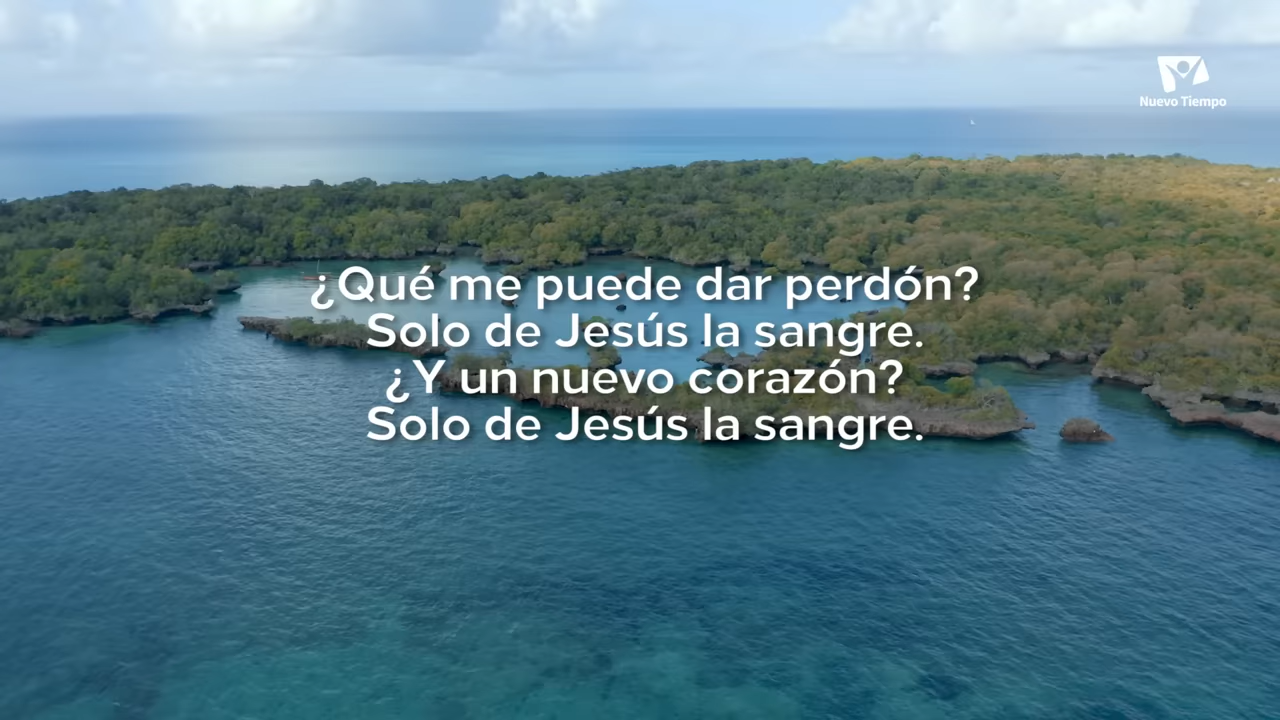 Nuevo Tiempo
¿Qué me puede dar perdón?
Solo de Jesús la sangre.
¿Y un nuevo corazón?
Solo de Jesús la sangre.